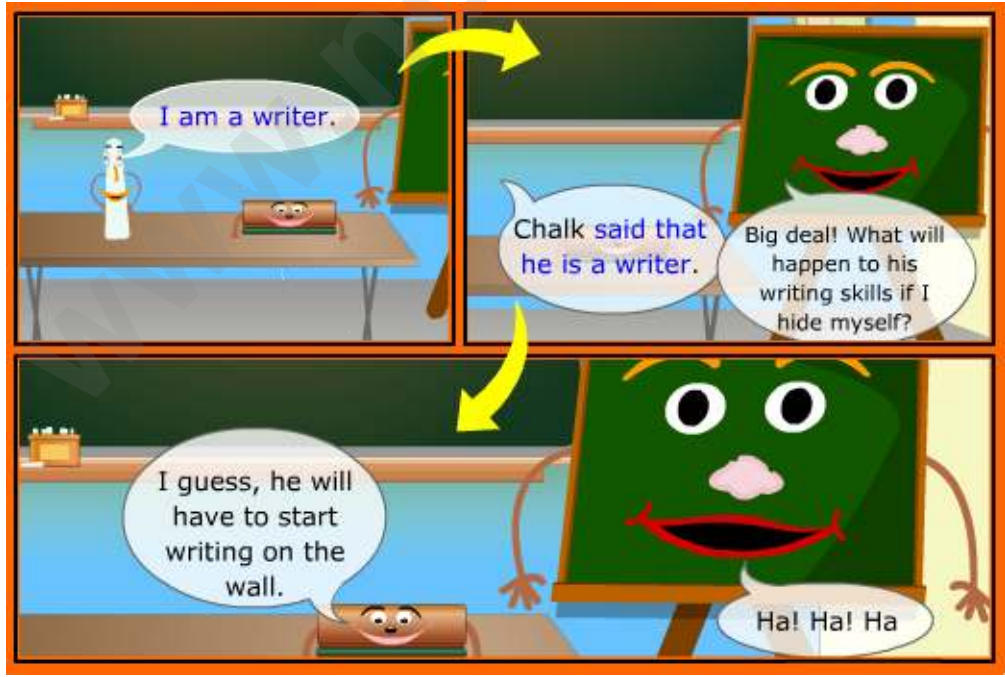 I am a writer.
Chalk said that
he is a writer.
Big deal! What will
happen to his
writing skills if I
hide myself?
I guess, he will
have to start
writing on the
wall.
Ha! Ha! Ha